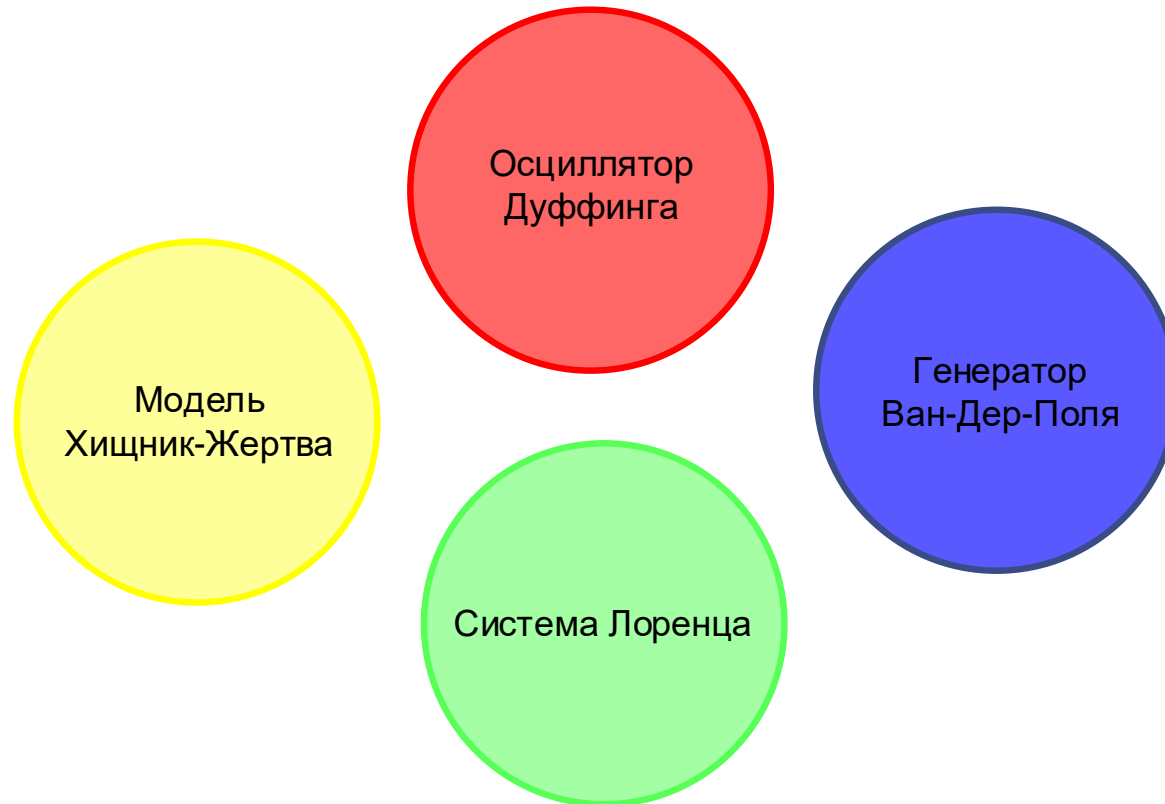 Осциллятор
Дуффинга
Модель
Хищник-Жертва
Генератор
Ван-Дер-Поля
Система Лоренца